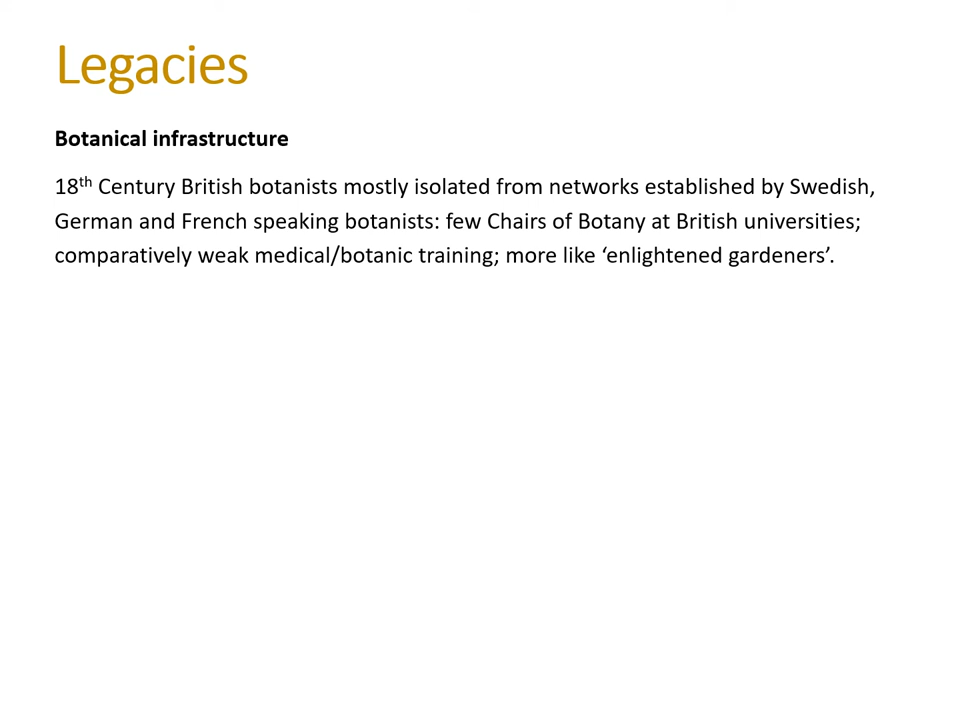 Legacies
Botanical infrastructure
18th Century British botanists mostly isolated from networks established by Swedish,
German and French speaking botanists: few Chairs of Botany at British universities;
comparatively weak medical/botanic training; more like ‘enlightened gardeners’.